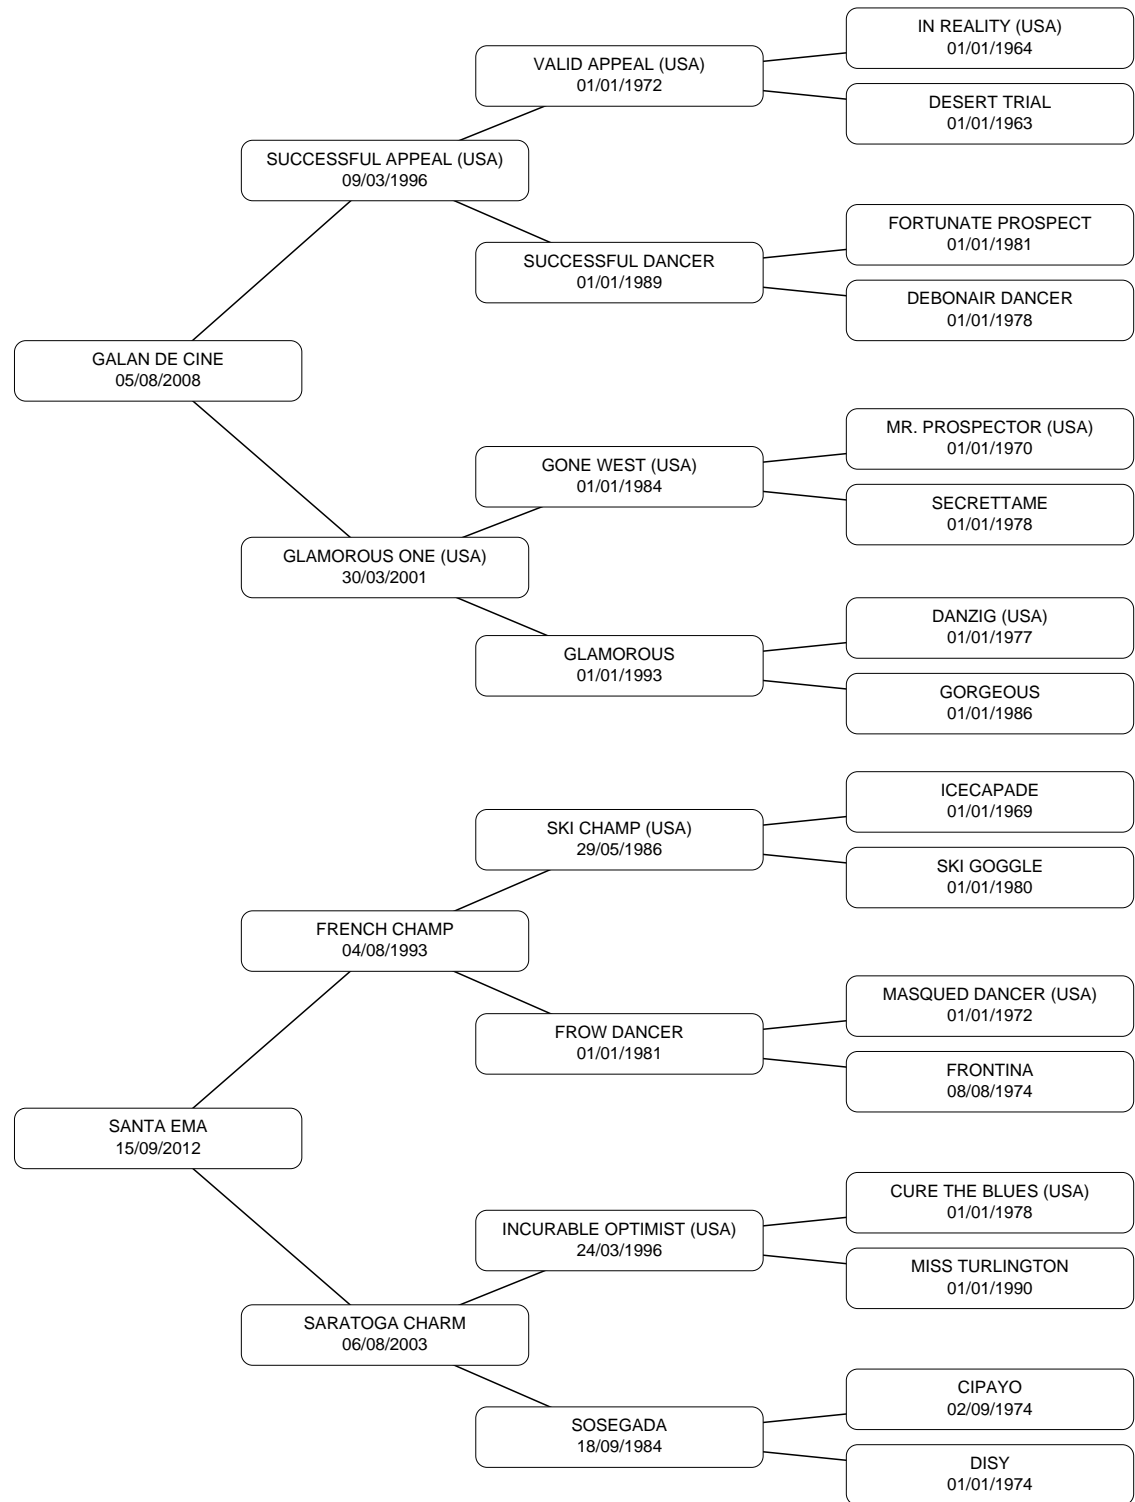 IN REALITY (USA)
01/01/1964
VALID APPEAL (USA)
01/01/1972
DESERT TRIAL
01/01/1963
SUCCESSFUL APPEAL (USA)
09/03/1996
FORTUNATE PROSPECT
01/01/1981
SUCCESSFUL DANCER
01/01/1989
DEBONAIR DANCER
01/01/1978
GALAN DE CINE
05/08/2008
MR. PROSPECTOR (USA)
01/01/1970
GONE WEST (USA)
01/01/1984
SECRETTAME
01/01/1978
GLAMOROUS ONE (USA)
30/03/2001
DANZIG (USA)
01/01/1977
GLAMOROUS
01/01/1993
GORGEOUS
01/01/1986
ICECAPADE
01/01/1969
SKI CHAMP (USA)
29/05/1986
SKI GOGGLE
01/01/1980
FRENCH CHAMP
04/08/1993
MASQUED DANCER (USA)
01/01/1972
FROW DANCER
01/01/1981
FRONTINA
08/08/1974
SANTA EMA
15/09/2012
CURE THE BLUES (USA)
01/01/1978
INCURABLE OPTIMIST (USA)
24/03/1996
MISS TURLINGTON
01/01/1990
SARATOGA CHARM
06/08/2003
CIPAYO
02/09/1974
SOSEGADA
18/09/1984
DISY
01/01/1974